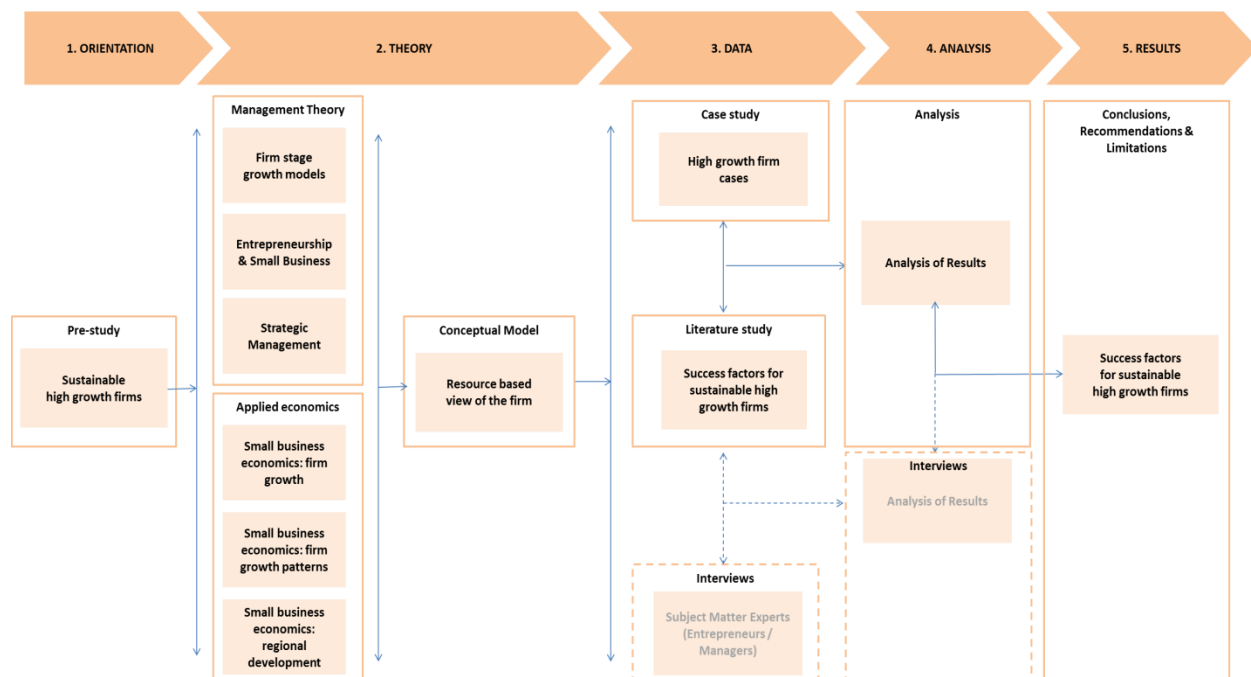 1. ORIENTATION
2. THEORY
3. DATA
4. ANALYSIS
5. RESULTS
Pre-study
Sustainable
high growth firms
Management Theory
Firm stage
growth models
Entrepreneurship
& Small Business
Strategic
Management
Applied economics
Small business
economics: firm
growth
Small business
economics: firm
growth patterns
Small business
economics:
regional
development
Conceptual Model
Resource based
view of the firm
Case study
High growth firm
cases
Literature study
Success factors for
sustainable high
growth firms
Interviews
Subject Matter Experts
(Entrepreneurs /
Managers)
Analysis
Analysis of Results
Interviews
Analysis of Results
Conclusions,
Recommendations &
Limitations
Success factors
for sustainable
high growth firms